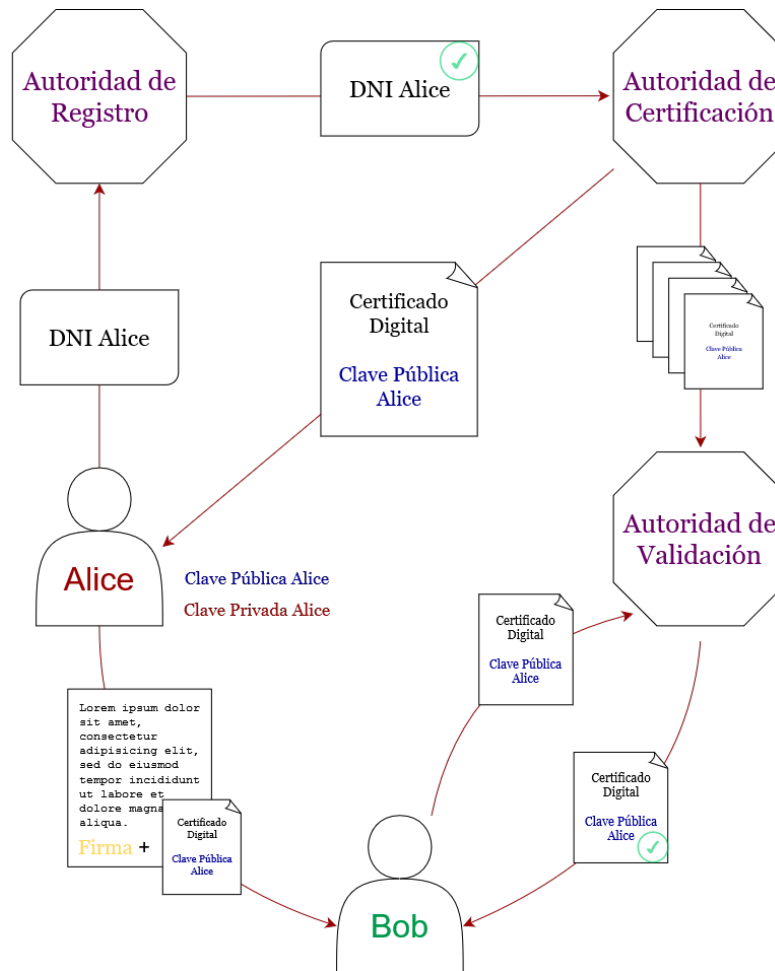 Autoridad de
Registro
DNI Alice
Autoridad de
Certificación
Certificado
Digital
Clave Pública
Alice
Certificado
Digital
Clave Pública
Alice
DNI Alice
Autoridad de
Validación
Alice
Clave Pública Alice
Clave Privada Alice
Certificado
Digital
Clave Pública
Alice
Lorem ipsum dolor
sit amet,
consectetur
adipisicing elit,
sed do eiusmod
tempor incididunt
ut labore et
dolore magna
aliqua.
Firma +
Certificado
Digital
Clave Pública
Alice
Certificado
Digital
Clave Pública
Alice
Bob